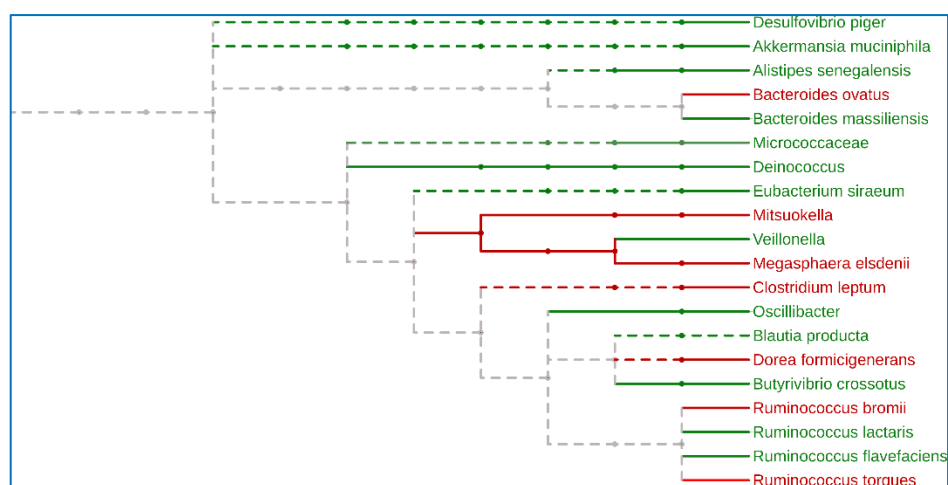 Desulfovibrio piger
Akkermansia muciniphila
Alistipes senegalensis
Bacteroides ovatus
Bacteroides massiliensis
Micrococcaceae
Deinococcus
Eubacterium siraeum
Mitsuokella
Veillonella
Megasphaera elsdenii
Clostridium leptum
Oscillibacter
Blautia producta
Dorea formicigenerans
Butyrivibrio crossotus
Ruminococcus bromii
Ruminococcus lactaris
Ruminococcus flavefaciens
Ruminococcus torques